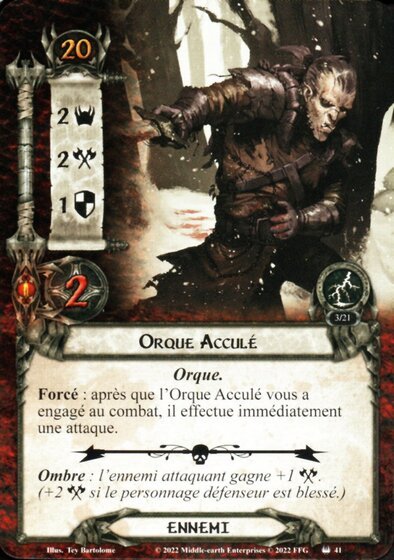 20
2
2
1
2
3/21
Orque Acculé
Orque.
Forcé : après que l'Orque Acculé vous a
engagé au combat, il effectue immédiatement
une attaque.
Ombre : l'ennemi attaquant gagne +1 .
(+2 si le personnage défenseur est blessé.)
ENNEMI
Illus. Tey Bartolome © 2022 Middle-earth Enterprises © 2022 FFG 41